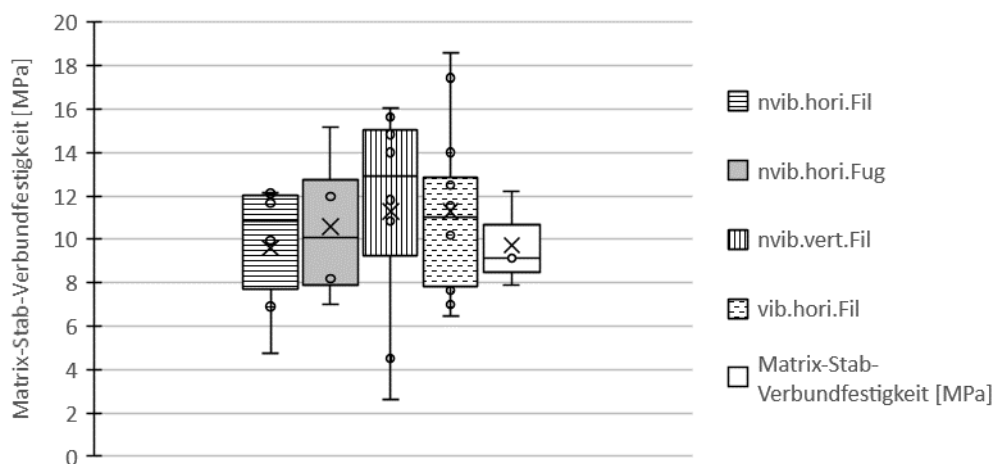 Matrix-Stab-Verbundfestigkeit [MPa]
20
18
16
14
12
10
8
6
4
2
0
nvib.hori.Fil
nvib.hori.Fug
nvib.vert.Fil
vib.hori.Fil
Matrix-Stab-
Verbundfestigkeit [MPa]